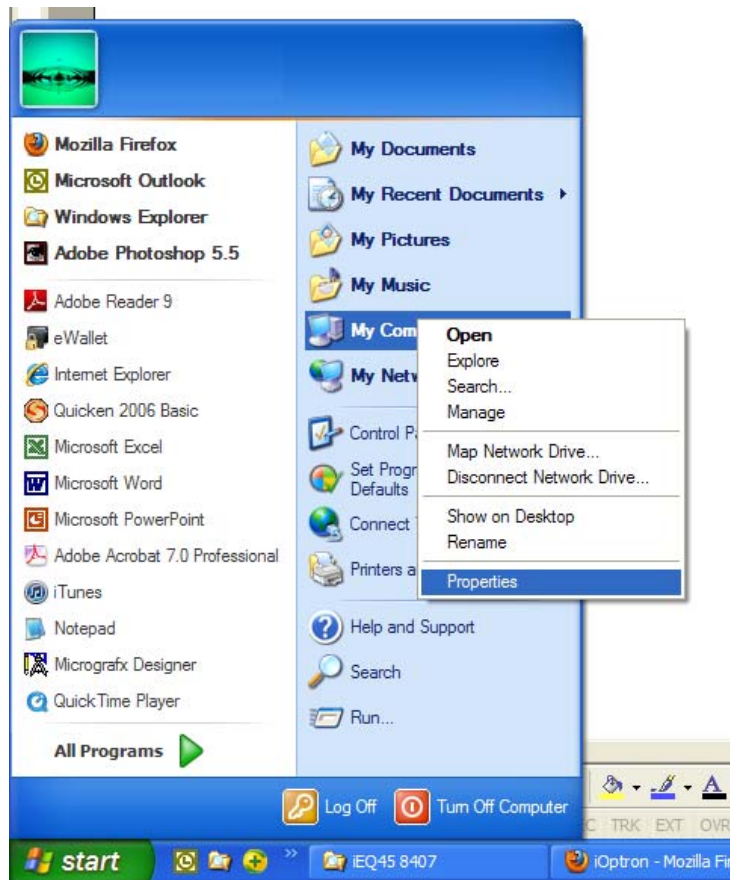 Mozilla Firefox
Microsoft Outlook
Windows Explorer
Adobe Photoshop 5.5
Adobe Reader 9
eWallet
Internet Explorer
Quicken 2006 Basic
Microsoft Excel
Microsoft Word
Microsoft PowerPoint
Adobe Acrobat 7.0 Professional
iTunes
Notepad
Micrografx Designer
QuickTime Player
All Programs
My Documents
My Recent Documents
My Pictures
My Music
My Com
My Netw
Control Pa
Set Progr
Defaults
Connect
Printers a
Help and Support
Search
Run...
Open
Explore
Search...
Manage
Map Network Drive...
Disconnect Network Drive...
Show on Desktop
Rename
Properties
Log Off
Turn Off Computer
C TRK EXT OVR
start
iEQ45 8407
iOptron - Mozilla Fir